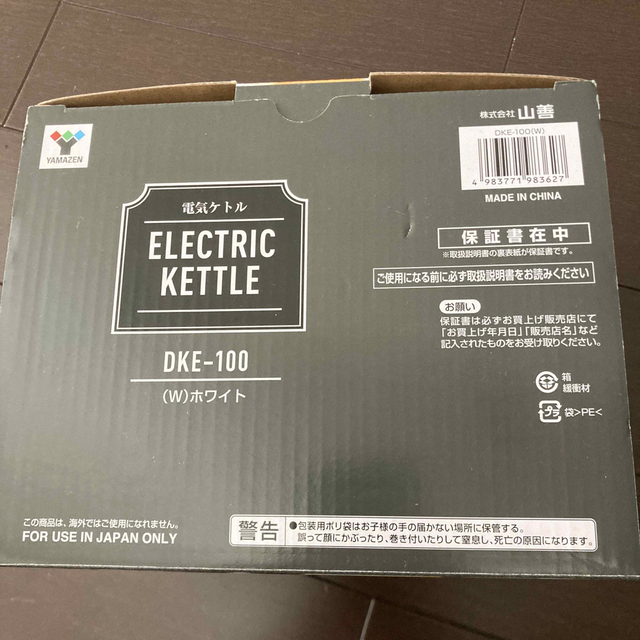 YAMAZEN
電気ケトル
ELECTRIC
KETTLE
DKE-100
(W)ホワイト
この商品は、海外ではご使用になれません。
FOR USE IN JAPAN ONLY
株式会社 山善
DKE-100(W)
4 983771 983627
MADE IN CHINA
保証書在中
※取扱説明書の裏表紙が保証書です。
ご使用になる前に必ず取扱説明書をお読みください
お願い
保証書は必ずお買上げ販売店にて
「お買上げ年月日」「販売店名」など
記入されたものをお受け取りください。
紙
箱
緩衝材
プラ
袋>PE<
警告
●包装用ポリ袋はお子様の手の届かない場所に保管する。
誤って顔にかぶったり、巻き付いたりして窒息し、死亡の原因になります。